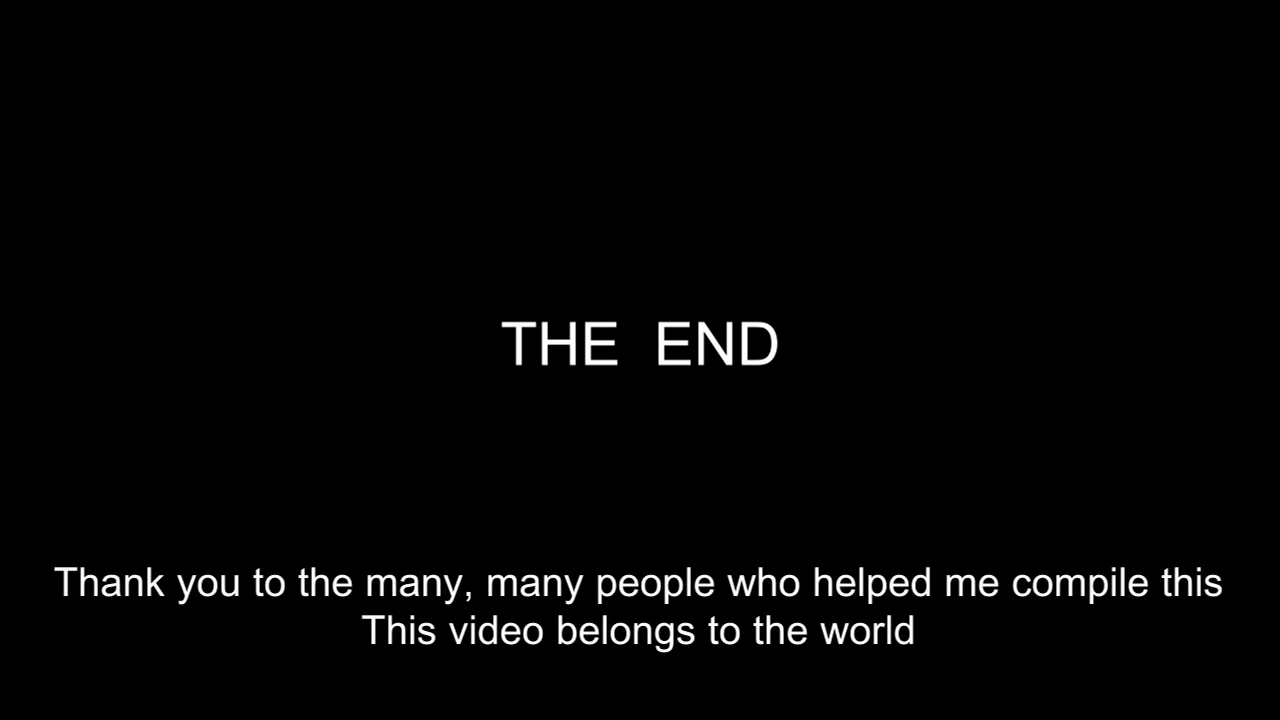 THE END
Thank you to the many, many people who helped me compile this
This video belongs to the world